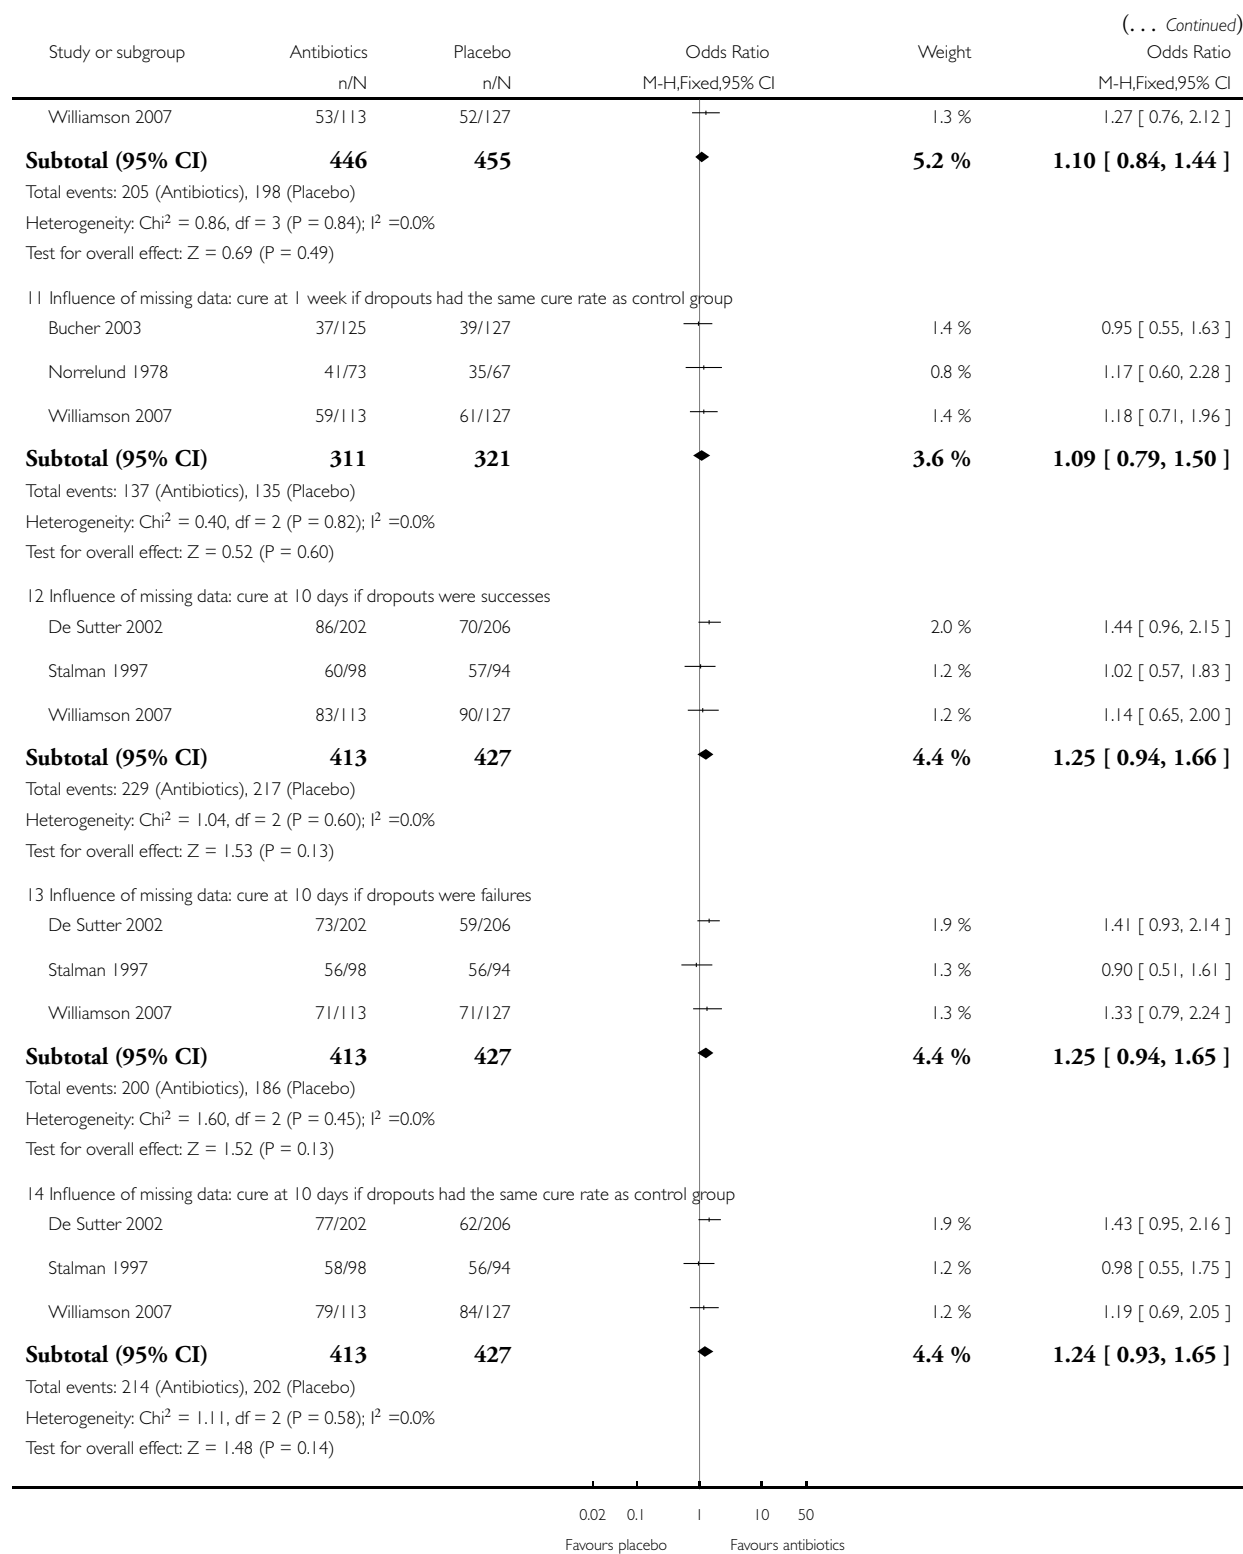 (... Continued)
Study or subgroup Antibiotics Placebo Odds Ratio Weight Odds Ratio
n/N n/N M-H,Fixed,95% CI M-H,Fixed,95% CI
Williamson 2007 53/113 52/127 1.3 % 1.27 [ 0.76, 2.12 ]
Subtotal (95% CI) 446 455 5.2 % 1.10 [ 0.84, 1.44 ]
Total events: 205 (Antibiotics), 198 (Placebo)
Heterogeneity: Chi² = 0.86, df = 3 (P = 0.84); I² =0.0%
Test for overall effect: Z = 0.69 (P = 0.49)
11 Influence of missing data: cure at 1 week if dropouts had the same cure rate as control group
Bucher 2003 37/125 39/127 1.4 % 0.95 [ 0.55, 1.63 ]
Norrelund 1978 41/73 35/67 0.8 % 1.17 [ 0.60, 2.28 ]
Williamson 2007 59/113 61/127 1.4 % 1.18 [ 0.71, 1.96 ]
Subtotal (95% CI) 311 321 3.6 % 1.09 [ 0.79, 1.50 ]
Total events: 137 (Antibiotics), 135 (Placebo)
Heterogeneity: Chi² = 0.40, df = 2 (P = 0.82); I² =0.0%
Test for overall effect: Z = 0.52 (P = 0.60)
12 Influence of missing data: cure at 10 days if dropouts were successes
De Sutter 2002 86/202 70/206 2.0 % 1.44 [ 0.96, 2.15 ]
Stalman 1997 60/98 57/94 1.2 % 1.02 [ 0.57, 1.83 ]
Williamson 2007 83/113 90/127 1.2 % 1.14 [ 0.65, 2.00 ]
Subtotal (95% CI) 413 427 4.4 % 1.25 [ 0.94, 1.66 ]
Total events: 229 (Antibiotics), 217 (Placebo)
Heterogeneity: Chi² = 1.04, df = 2 (P = 0.60); I² =0.0%
Test for overall effect: Z = 1.53 (P = 0.13)
13 Influence of missing data: cure at 10 days if dropouts were failures
De Sutter 2002 73/202 59/206 1.9 % 1.41 [ 0.93, 2.14 ]
Stalman 1997 56/98 56/94 1.3 % 0.90 [ 0.51, 1.61 ]
Williamson 2007 71/113 71/127 1.3 % 1.33 [ 0.79, 2.24 ]
Subtotal (95% CI) 413 427 4.4 % 1.25 [ 0.94, 1.65 ]
Total events: 200 (Antibiotics), 186 (Placebo)
Heterogeneity: Chi² = 1.60, df = 2 (P = 0.45); I² =0.0%
Test for overall effect: Z = 1.52 (P = 0.13)
14 Influence of missing data: cure at 10 days if dropouts had the same cure rate as control group
De Sutter 2002 77/202 62/206 1.9 % 1.43 [ 0.95, 2.16 ]
Stalman 1997 58/98 56/94 1.2 % 0.98 [ 0.55, 1.75 ]
Williamson 2007 79/113 84/127 1.2 % 1.19 [ 0.69, 2.05 ]
Subtotal (95% CI) 413 427 4.4 % 1.24 [ 0.93, 1.65 ]
Total events: 214 (Antibiotics), 202 (Placebo)
Heterogeneity: Chi² = 1.11, df = 2 (P = 0.58); I² =0.0%
Test for overall effect: Z = 1.48 (P = 0.14)
0.02 0.1 1 10 50
Favours placebo Favours antibiotics